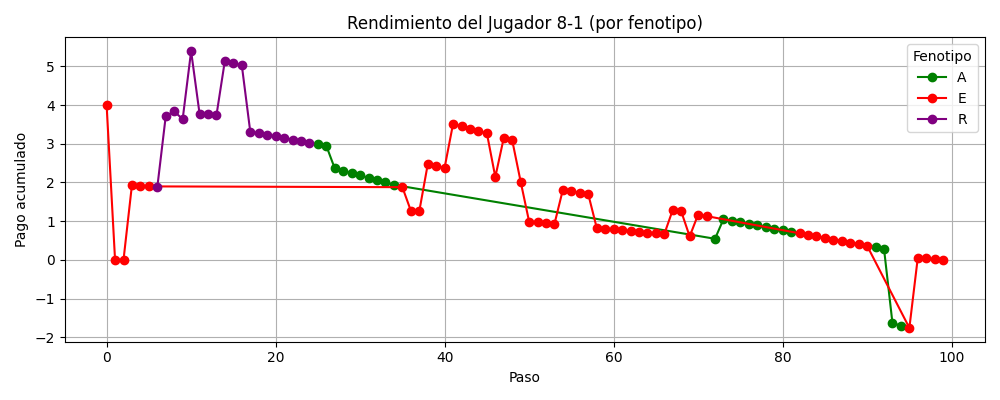 Rendimiento del Jugador 8-1 (por fenotipo)
Pago acumulado
5
4
3
2
1
0
−1
−2
Fenotipo
A
E
R
0 20 40 60 80 100
Paso